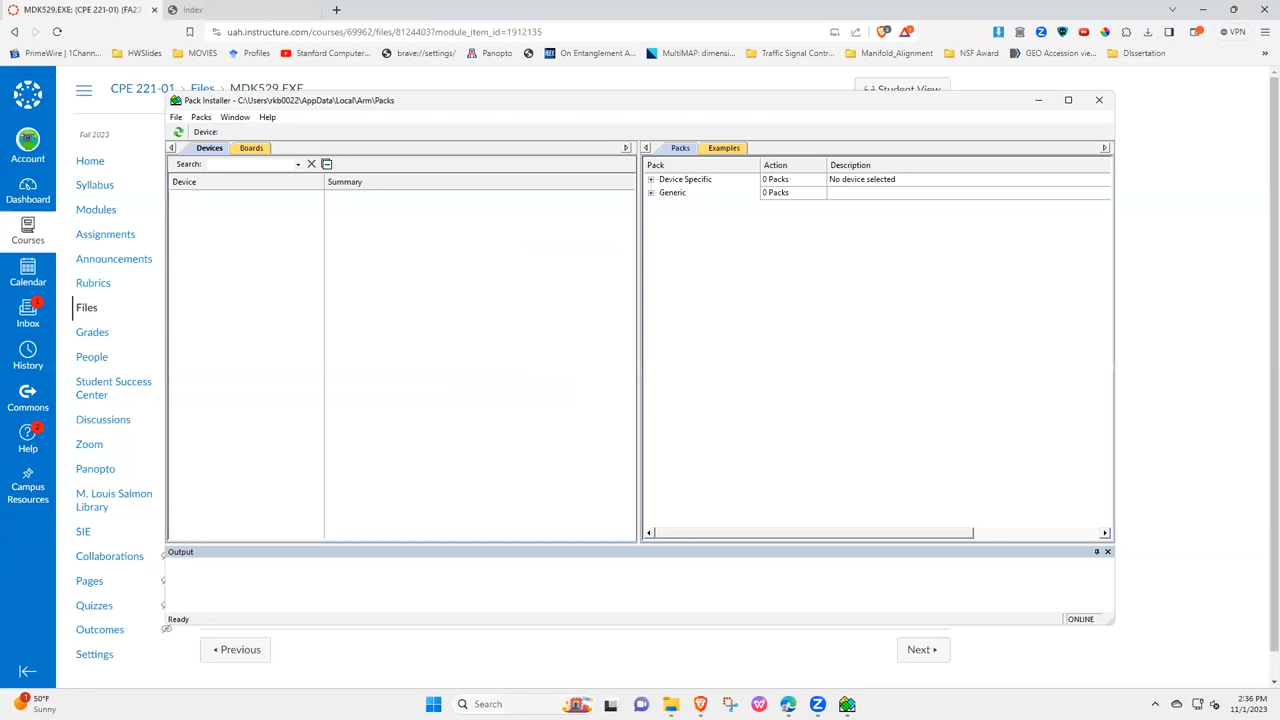 MDK529.EXE: (CPE 221-01) (FA23
Index
uah.instructure.com/courses/69962/files/8124403?module_item_id=1912135
VPN
PrimeWire |1Chann...
HWSlides
MOVIES
Profiles
Stanford Computer...
brave://settings/
Panopto
On Entanglement A...
MultiMAP: dimensi...
Traffic Signal Contr...
Manifold_Alignment
NSF Award
GEO Accession view...
DIssertation
CPE 221-01
Files
MDK529.EXE
Student View
Fall 2023
Account
Dashboard
Courses
Calendar
Inbox
History
Commons
Help
Campus
Resources
Home
Syllabus
Modules
Assignments
Announcements
Rubrics
Files
Grades
People
Student Success
Center
Discussions
Zoom
Panopto
M. Louis Salmon
Library
SIE
Collaborations
Pages
Quizzes
Outcomes
Settings
Pack Installer - C:\Users\rkb0022\AppData\Local\Arm\Packs
File Packs Window Help
Device:
Devices Boards
Search:
Device Summary
Packs Examples
Pack Action Description
Device Specific 0 Packs No device selected
Generic 0 Packs
Output
Ready
ONLINE
Previous
Next
50°F
Sunny
Search
2:36 PM
11/1/2023